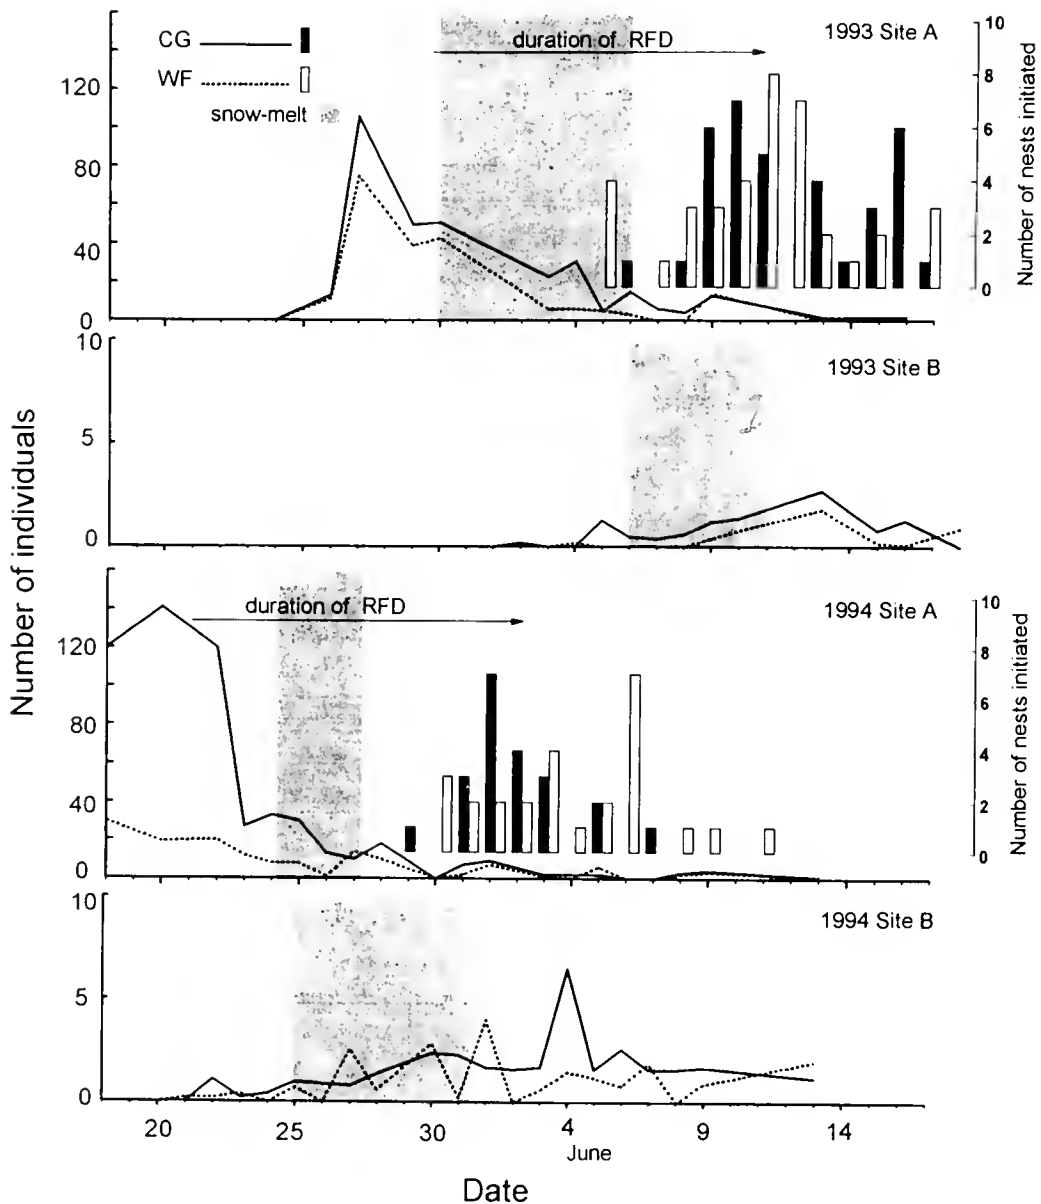 duration of RFD
1993 Site A
10
8
6
4
2
0
Number of nests initiated
CG
WF
snow-melt
120
80
40
0
1993 Site B
10
5
0
Number of individuals
duration of RFD
1994 Site A
10
8
6
4
2
0
Number of nests initiated
120
80
40
0
1994 Site B
10
5
0
20 25 30 4 9 14
June
Date